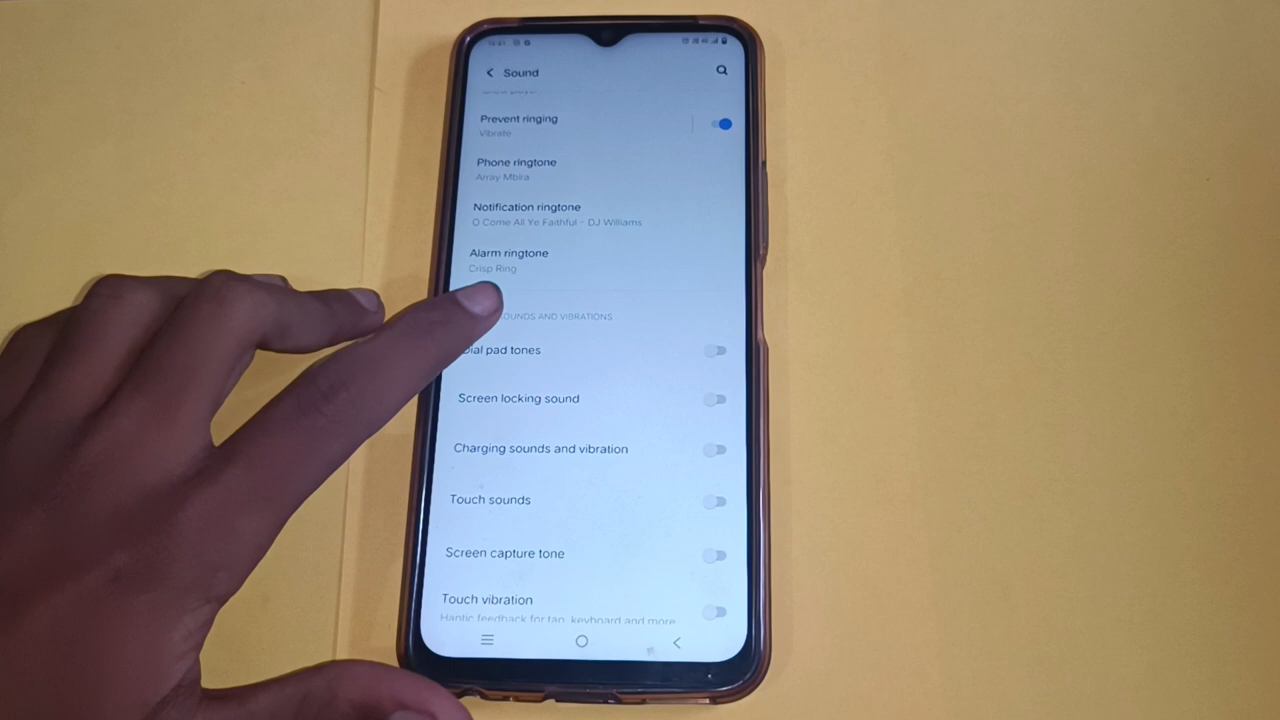 Sound
Prevent ringing
Vibrate
Phone ringtone
Array Mbira
Notification ringtone
O Come All Ye Faithful - DJ Williams
Alarm ringtone
Crisp Ring
SOUNDS AND VIBRATIONS
Dial pad tones
Screen locking sound
Charging sounds and vibration
Touch sounds
Screen capture tone
Touch vibration
Haptic feedback for tap, keyboard and more